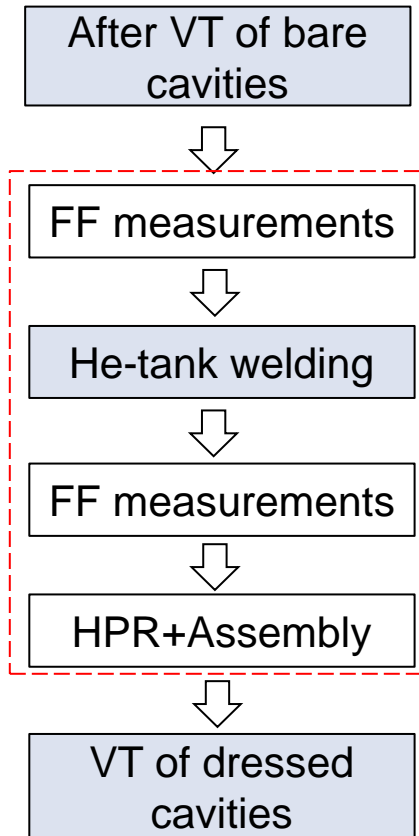 After VT of bare
cavities
FF measurements
He-tank welding
FF measurements
HPR+Assembly
VT of dressed
cavities